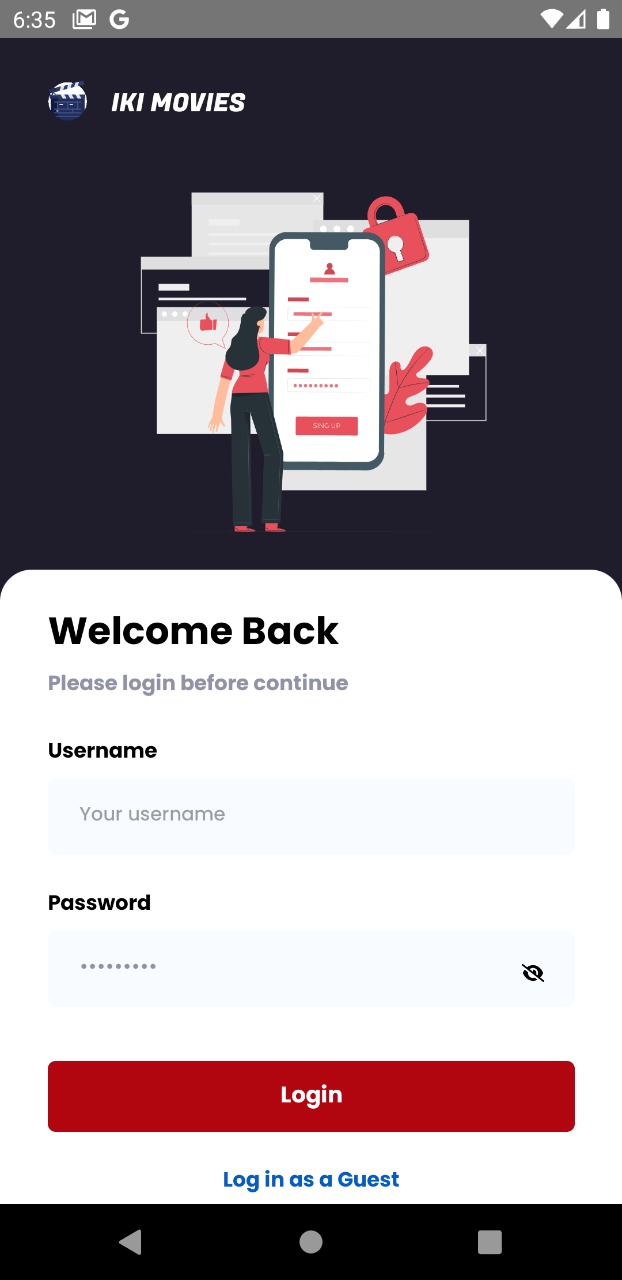 6:35
IKI MOVIES
SING UP
Welcome Back
Please login before continue
Username
Your username
Password
Login
Log in as a Guest